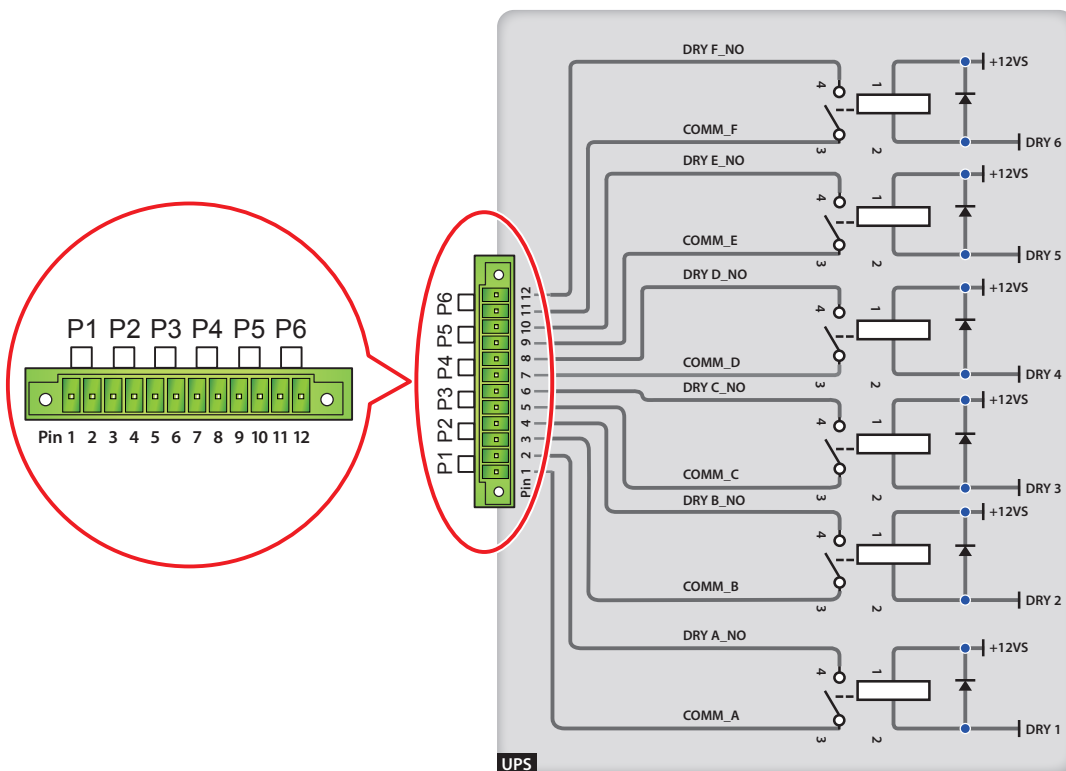 P1 P2 P3 P4 P5 P6
Pin 1 2 3 4 5 6 7 8 9 10 11 12
P6
P5
P4
P3
P2
P1
12
11
10
9
8
7
6
5
4
3
2
Pin 1
DRY F_NO
4
1
+12VS
COMM_F
3
2
DRY 6
DRY E_NO
4
1
+12VS
COMM_E
3
2
DRY 5
DRY D_NO
4
1
+12VS
COMM_D
3
2
DRY 4
DRY C_NO
4
1
+12VS
COMM_C
3
2
DRY 3
DRY B_NO
4
1
+12VS
COMM_B
3
2
DRY 2
DRY A_NO
4
1
+12VS
COMM_A
3
2
DRY 1
UPS